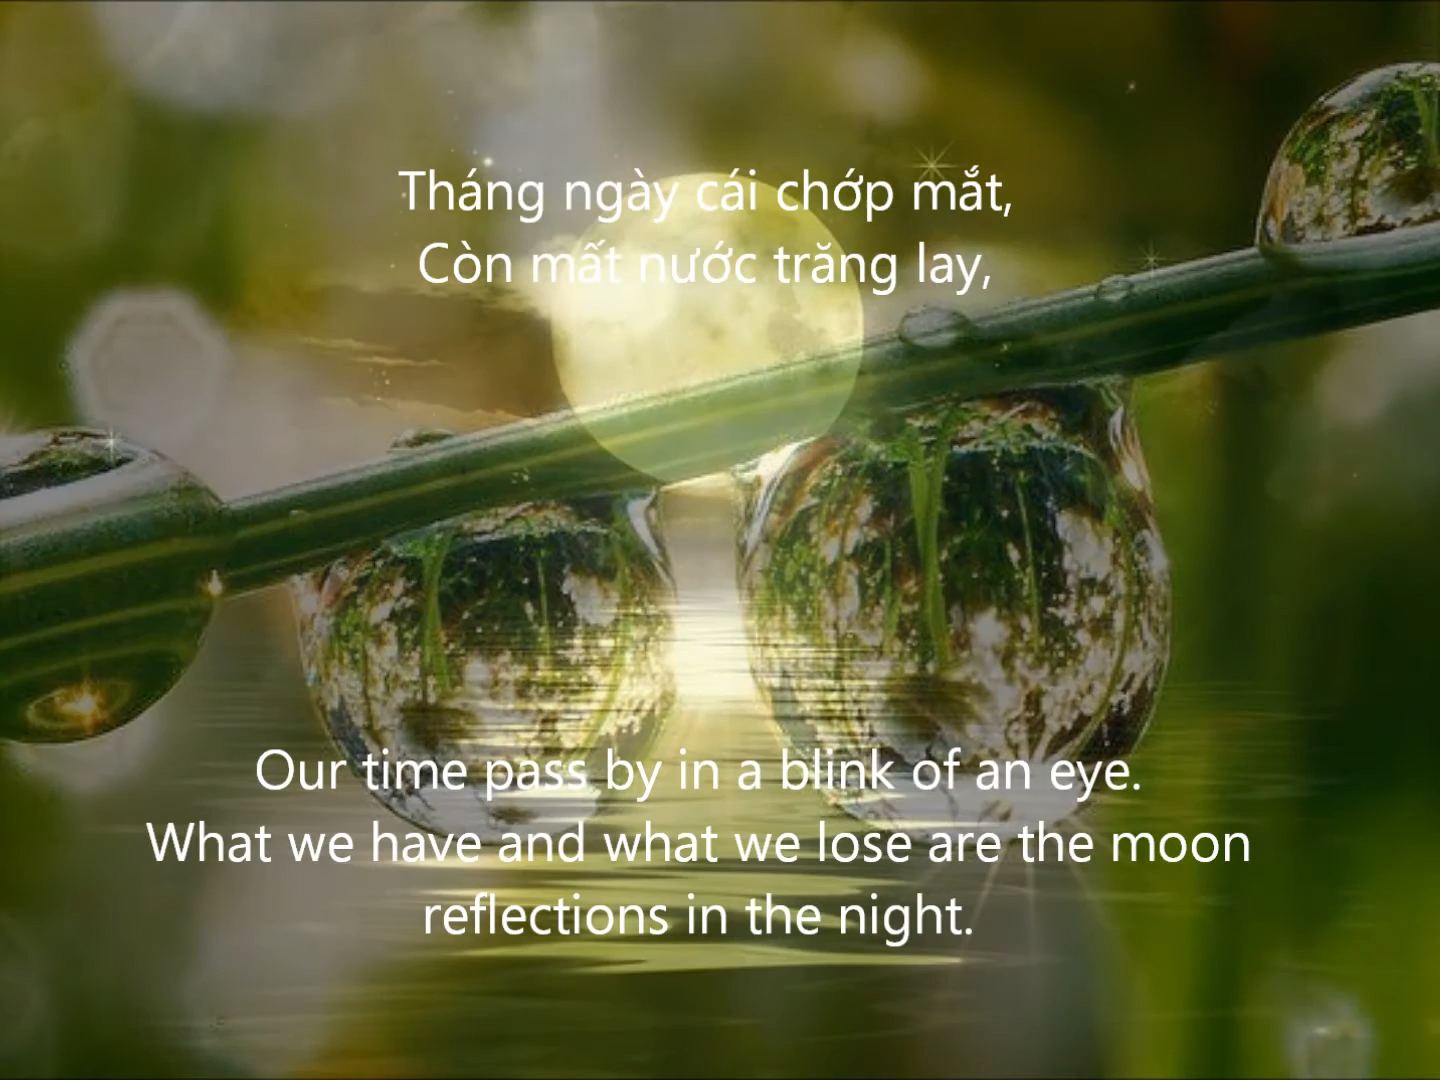 Tháng ngày cái chớp mắt,
Còn mất nước trăng lay,
Our time pass by in a blink of an eye.
What we have and what we lose are the moon
reflections in the night.